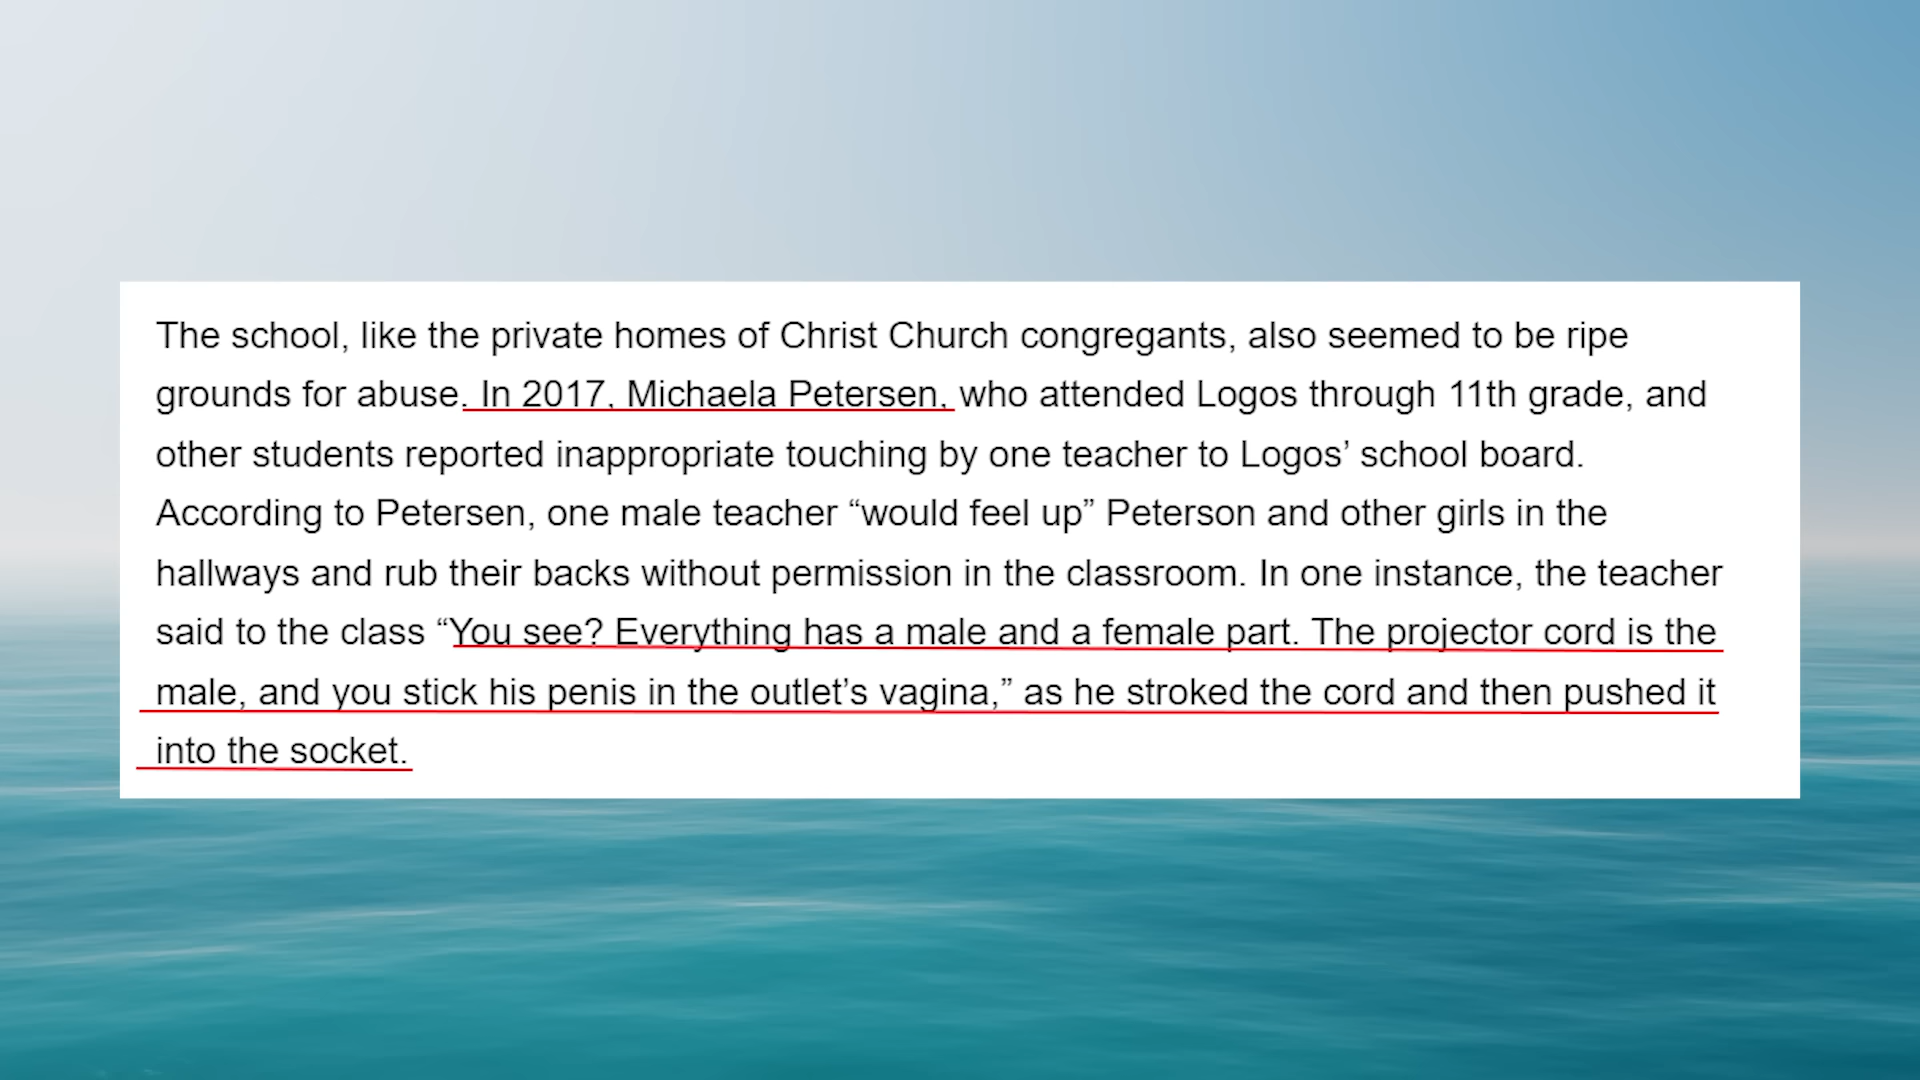 The school, like the private homes of Christ Church congregants, also seemed to be ripe
grounds for abuse. In 2017, Michaela Petersen, who attended Logos through 11th grade, and
other students reported inappropriate touching by one teacher to Logos’ school board.
According to Petersen, one male teacher “would feel up” Peterson and other girls in the
hallways and rub their backs without permission in the classroom. In one instance, the teacher
said to the class “You see? Everything has a male and a female part. The projector cord is the
male, and you stick his penis in the outlet’s vagina,” as he stroked the cord and then pushed it
into the socket.